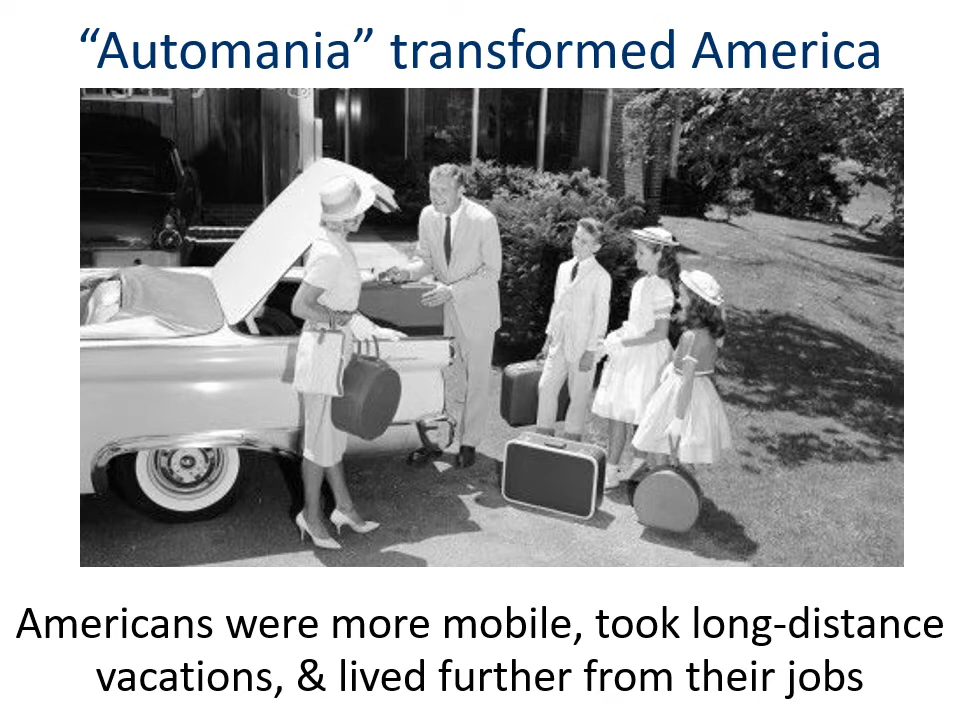 “Automania” transformed America
Americans were more mobile, took long-distance
vacations, & lived further from their jobs